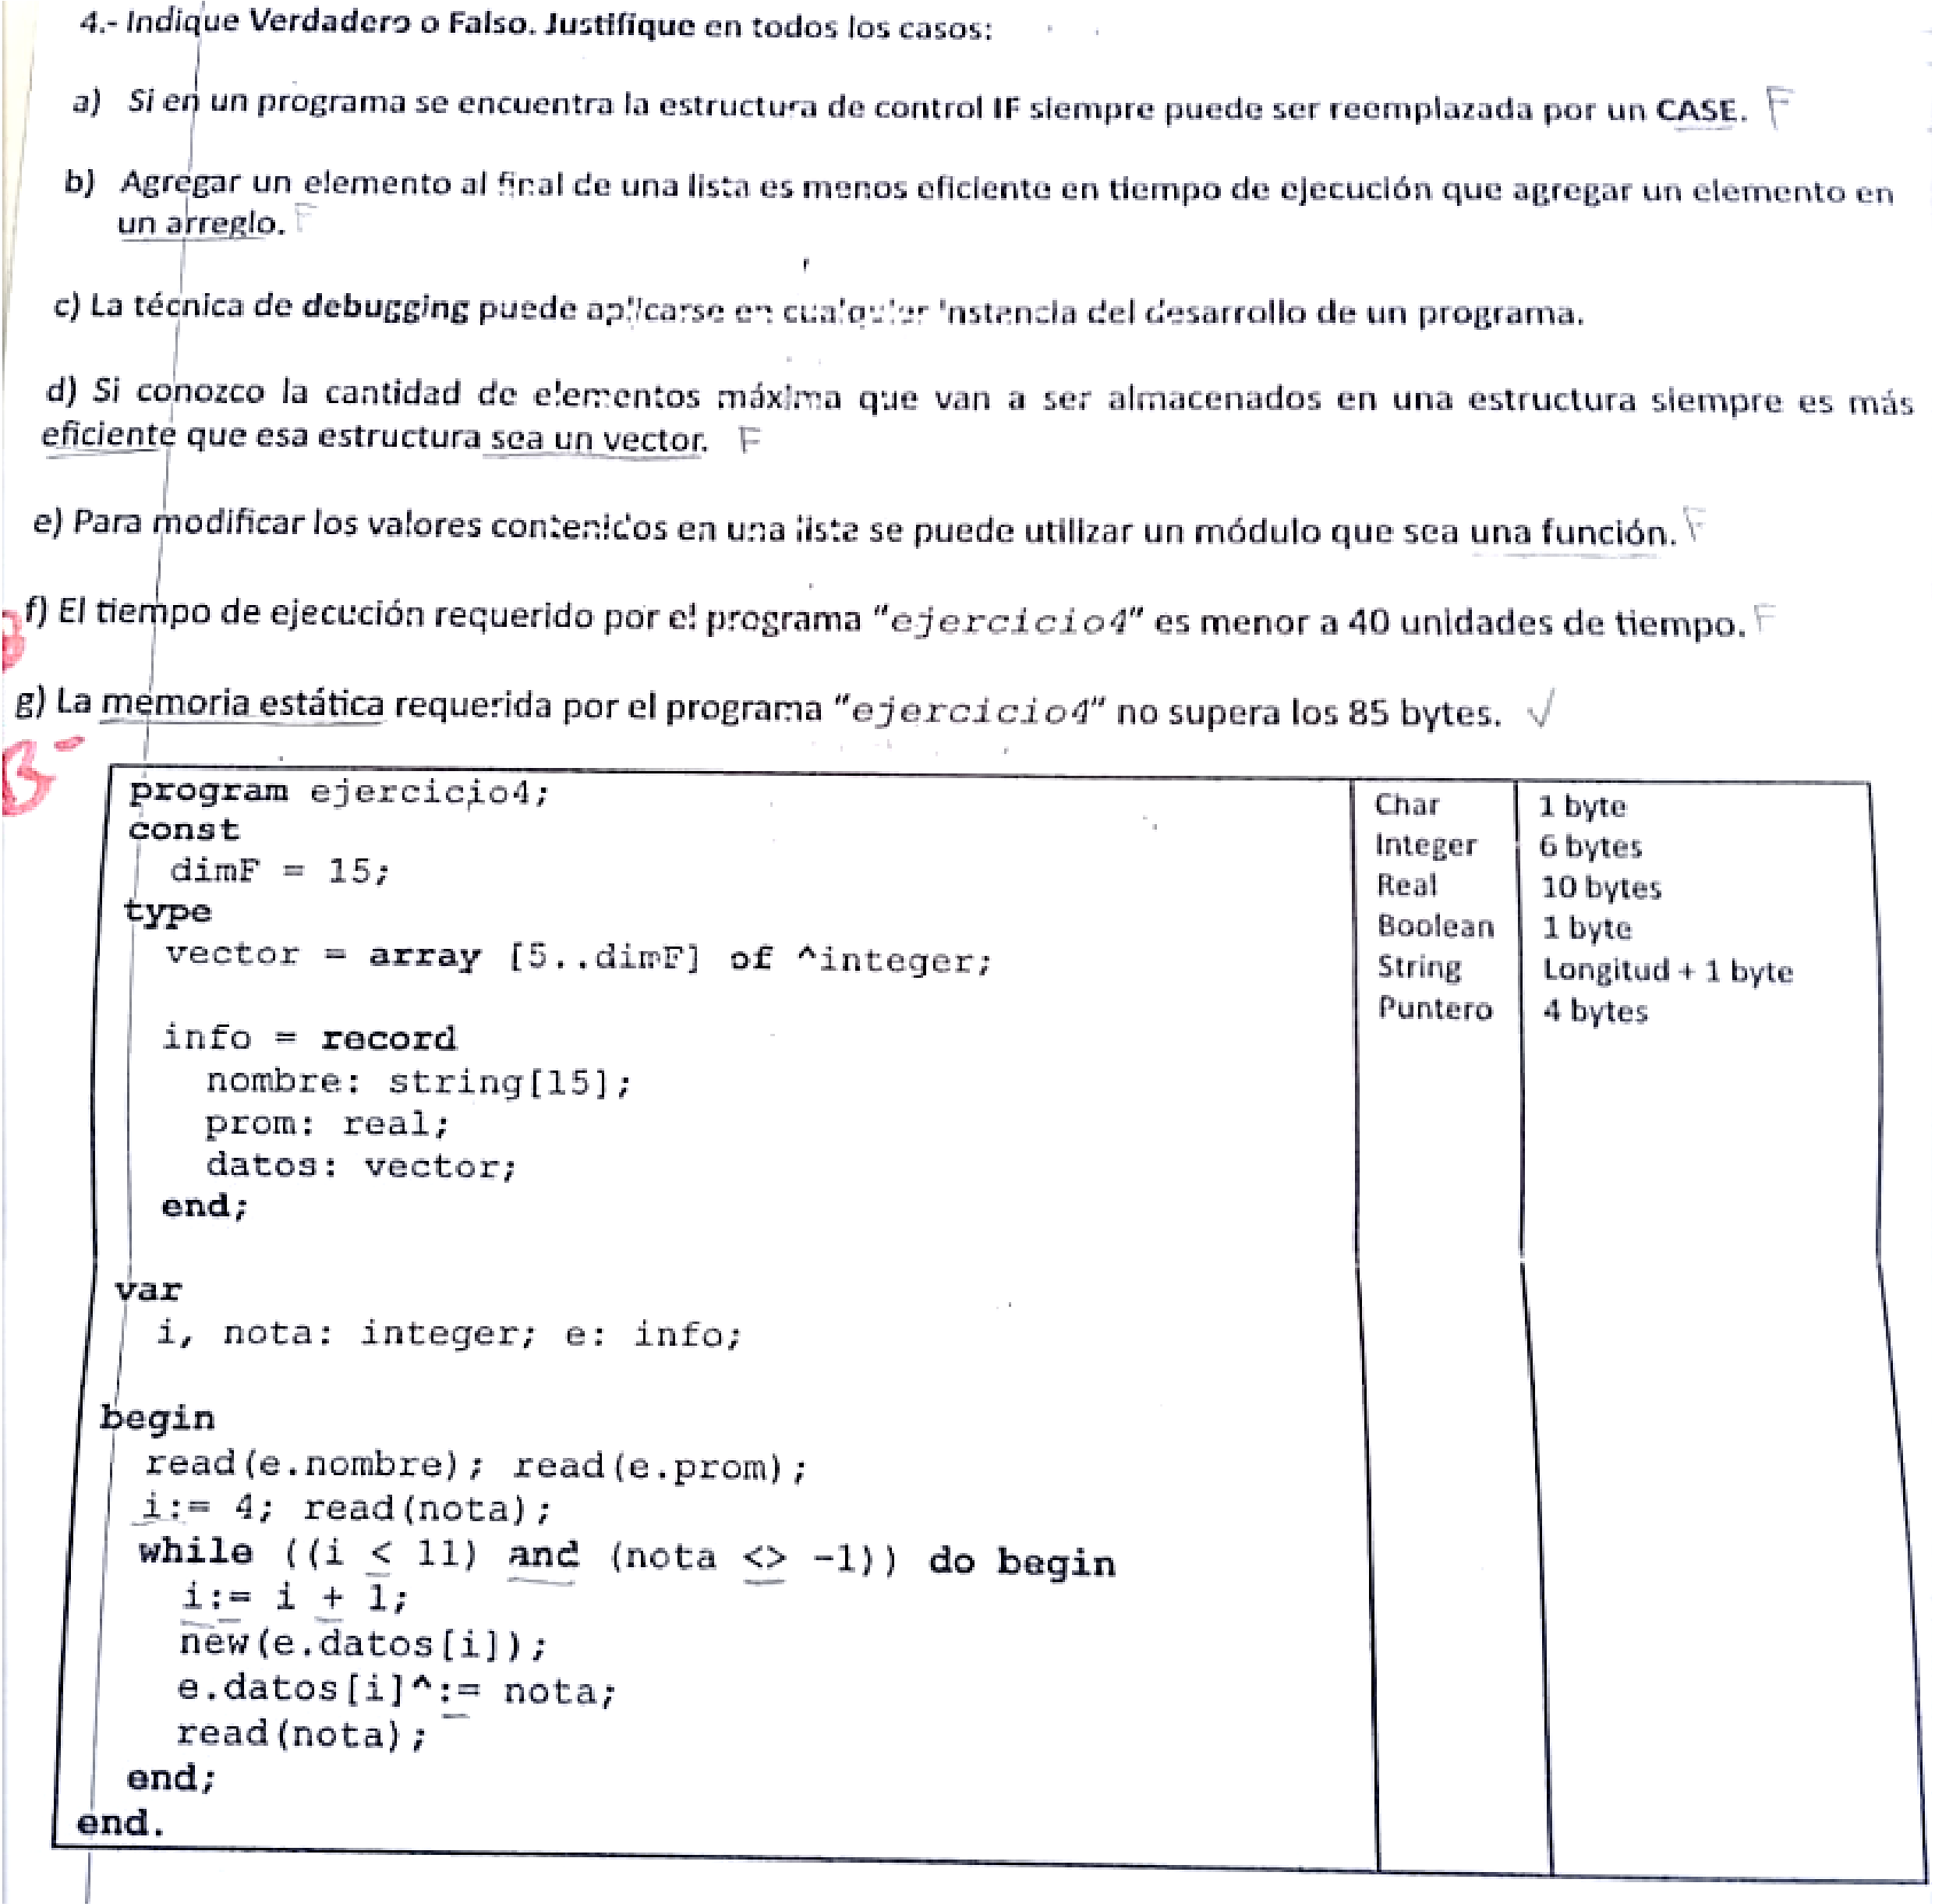 4.- Indique Verdadero o Falso. Justifique en todos los casos:
a) Si en un programa se encuentra la estructura de control IF siempre puede ser reemplazada por un CASE. F
b) Agregar un elemento al final de una lista es menos eficiente en tiempo de ejecución que agregar un elemento en
un arreglo. F
c) La técnica de debugging puede aplicarse en cualquier instancia del desarrollo de un programa.
d) Si conozco la cantidad de elementos máxima que van a ser almacenados en una estructura siempre es más
eficiente que esa estructura sea un vector. F
e) Para modificar los valores contenidos en una lista se puede utilizar un módulo que sea una función. F
f) El tiempo de ejecución requerido por el programa "ejercicio4" es menor a 40 unidades de tiempo. F
g) La memoria estática requerida por el programa "ejercicio4" no supera los 85 bytes. √
program ejercicio4;
const
dimF = 15;
type
vector = array [5..dimF] of ^integer;
info = record
nombre: string[15];
prom: real;
datos: vector;
end;
var
i, nota: integer; e: info;
begin
read(e.nombre); read(e.prom);
i:= 4; read(nota);
while ((i < 11) and (nota <> -1)) do begin
i:= i + 1;
new(e.datos[i]);
e.datos[i]^:= nota;
read(nota);
end;
end.
Char 1 byte
Integer 6 bytes
Real 10 bytes
Boolean 1 byte
String Longitud + 1 byte
Puntero 4 bytes